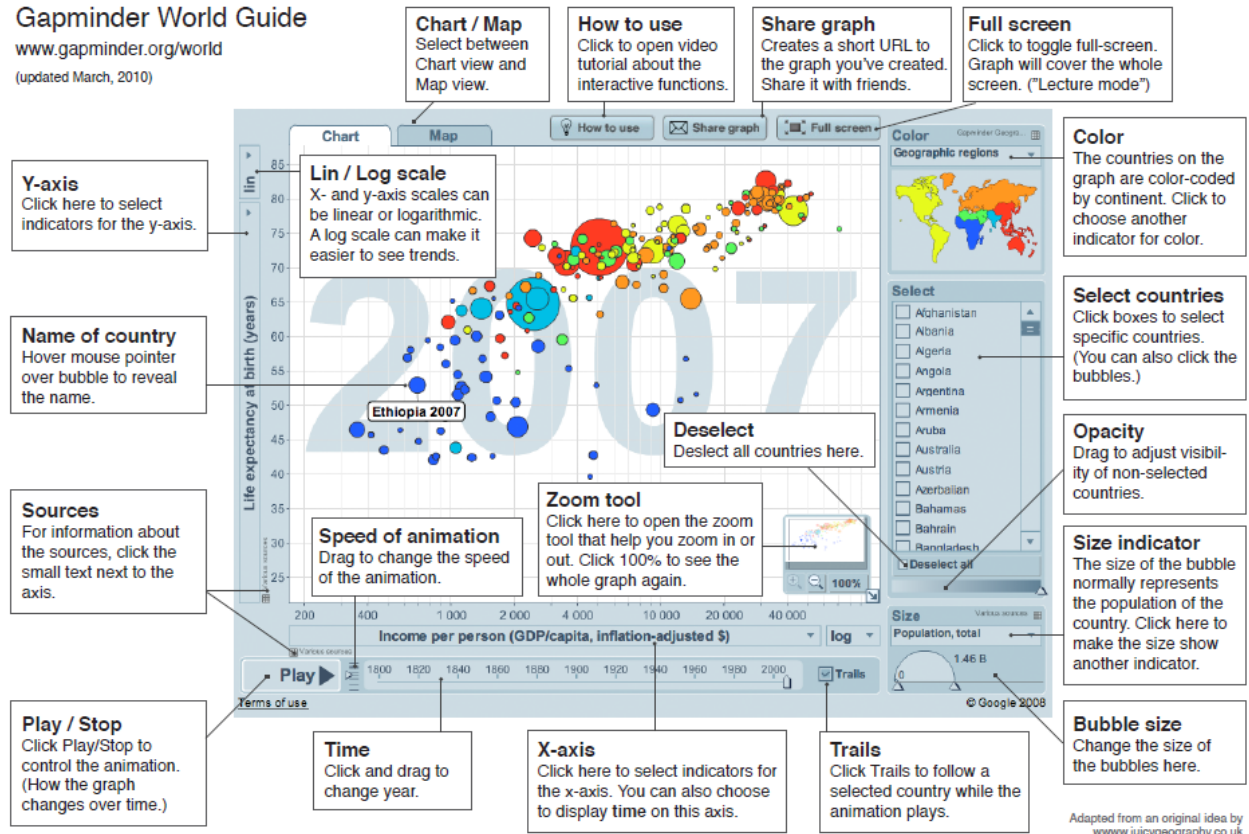 Gapminder World Guide
www.gapminder.org/world
(updated March, 2010)
Chart / Map
Select between
Chart view and
Map view.
How to use
Click to open video
tutorial about the
interactive functions.
Share graph
Creates a short URL to
the graph you've created.
Share it with friends.
Full screen
Click to toggle full-screen.
Graph will cover the whole
screen. ("Lecture mode")
Chart
Map
How to use
Share graph
Full screen
Color
Gapminder Geogra...
Geographic regions
Color
The countries on the
graph are color-coded
by continent. Click to
choose another
indicator for color.
Y-axis
Click here to select
indicators for the y-axis.
lin
Lin / Log scale
X- and y-axis scales can
be linear or logarithmic.
A log scale can make it
easier to see trends.
85
80
75
70
65
60
55
50
45
40
35
30
25
Life expectancy at birth (years)
Various sources
2007
Name of country
Hover mouse pointer
over bubble to reveal
the name.
Ethiopia 2007
Select
Afghanistan
Albania
Algeria
Angola
Argentina
Armenia
Aruba
Australia
Austria
Azerbaijan
Bahamas
Bahrain
Bangladesh
Deselect all
Select countries
Click boxes to select
specific countries.
(You can also click the
bubbles.)
Deselect
Deslect all countries here.
Opacity
Drag to adjust visibil-
ity of non-selected
countries.
Sources
For information about
the sources, click the
small text next to the
axis.
Speed of animation
Drag to change the speed
of the animation.
Zoom tool
Click here to open the zoom
tool that help you zoom in or
out. Click 100% to see the
whole graph again.
100%
Size indicator
The size of the bubble
normally represents
the population of the
country. Click here to
make the size show
another indicator.
200 400 1 000 2 000 4 000 10 000 20 000 40 000
Income per person (GDP/capita, inflation-adjusted $)
log
Various sources
Size
Various sources
Population, total
1.46 B
0
Play
1800 1820 1840 1860 1880 1900 1920 1940 1960 1980 2000
Trails
Terms of use
© Google 2008
Play / Stop
Click Play/Stop to
control the animation.
(How the graph
changes over time.)
Time
Click and drag to
change year.
X-axis
Click here to select indicators for
the x-axis. You can also choose
to display time on this axis.
Trails
Click Trails to follow a
selected country while the
animation plays.
Bubble size
Change the size of
the bubbles here.
Adapted from an original idea by
wwww.juicygeography.co.uk